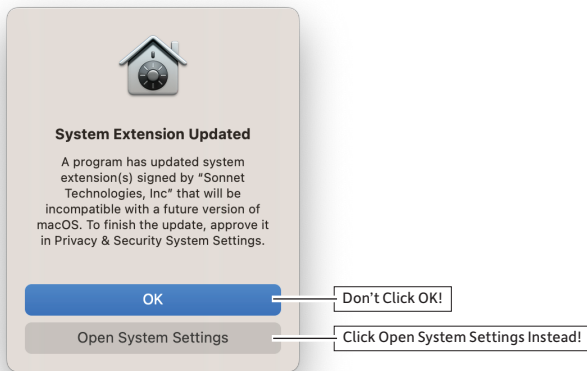 System Extension Updated
A program has updated system
extension(s) signed by “Sonnet
Technologies, Inc” that will be
incompatible with a future version of
macOS. To finish the update, approve it
in Privacy & Security System Settings.
OK
Don’t Click OK!
Open System Settings
Click Open System Settings Instead!